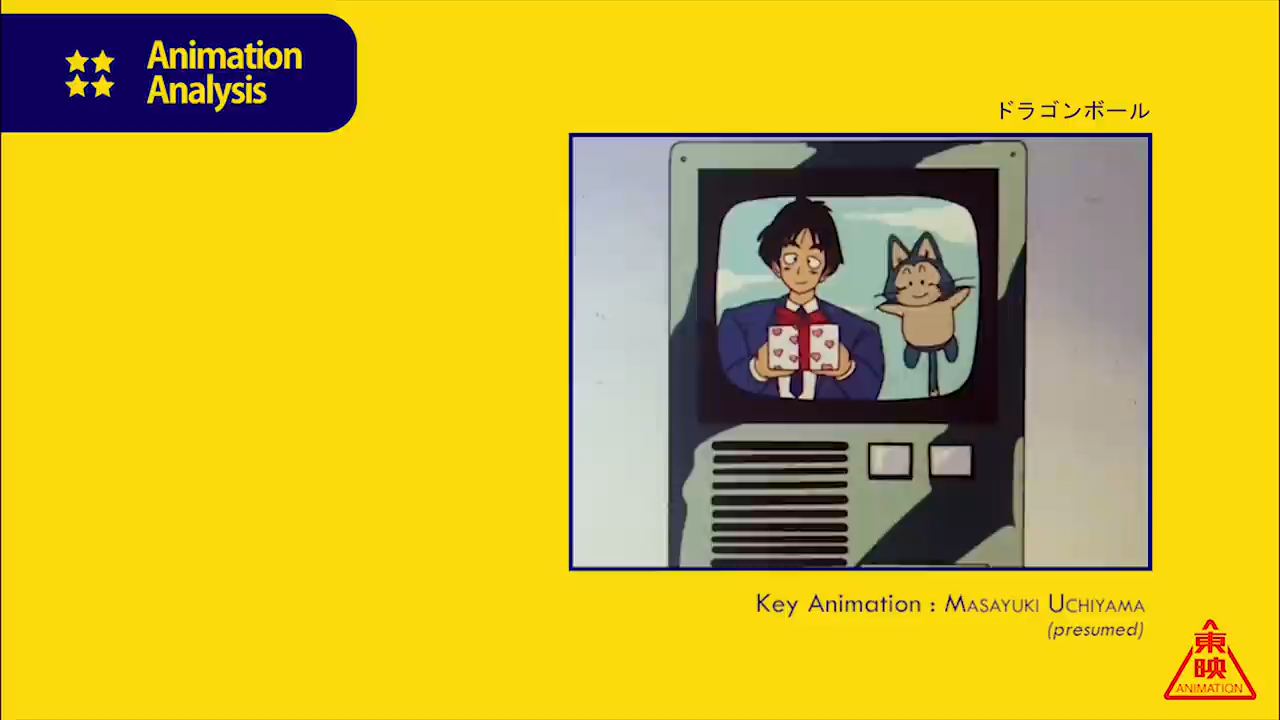 Animation
Analysis
ドラゴンボール
Key Animation : MASAYUKI UCHIYAMA
(presumed)
東
映
ANIMATION